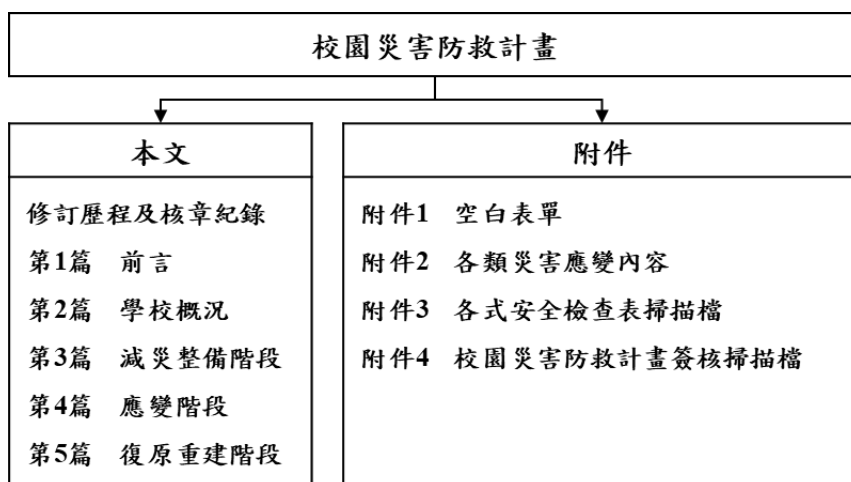 校園災害防救計畫
本文
修訂歷程及核章紀錄
第1篇 前言
第2篇 學校概況
第3篇 減災整備階段
第4篇 應變階段
第5篇 復原重建階段
附件
附件1 空白表單
附件2 各類災害應變內容
附件3 各式安全檢查表掃描檔
附件4 校園災害防救計畫簽核掃描檔